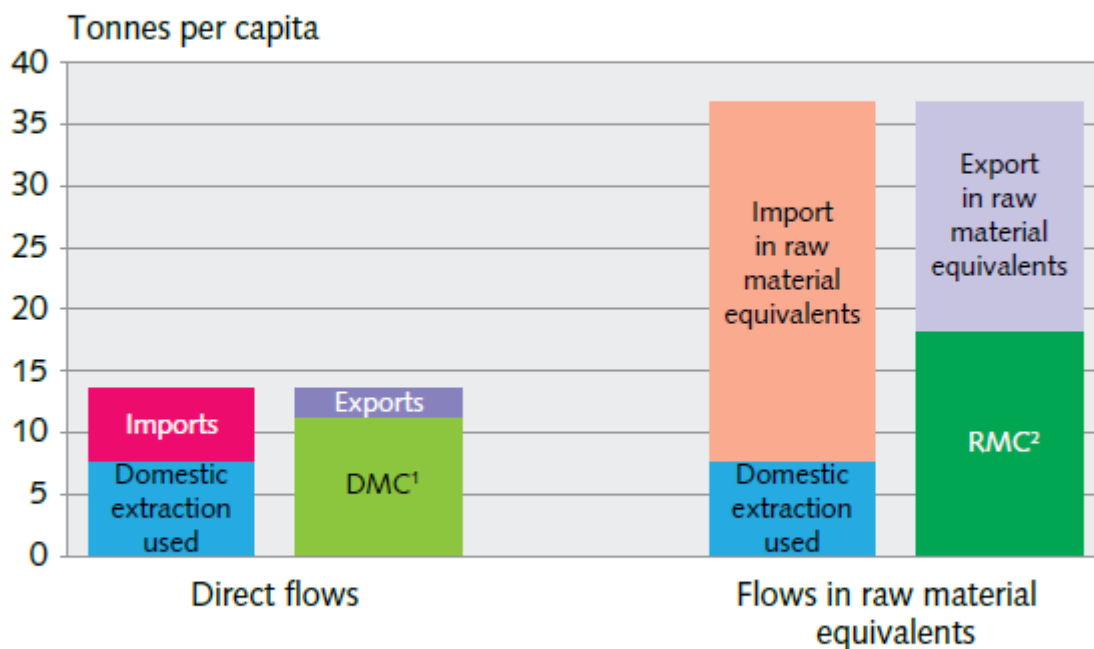 Tonnes per capita
40
35
30
25
20
15
10
5
0
Imports
Domestic
extraction
used
Exports
DMC¹
Import
in raw
material
equivalents
Domestic
extraction
used
Export
in raw
material
equivalents
RMC²
Direct flows
Flows in raw material
equivalents